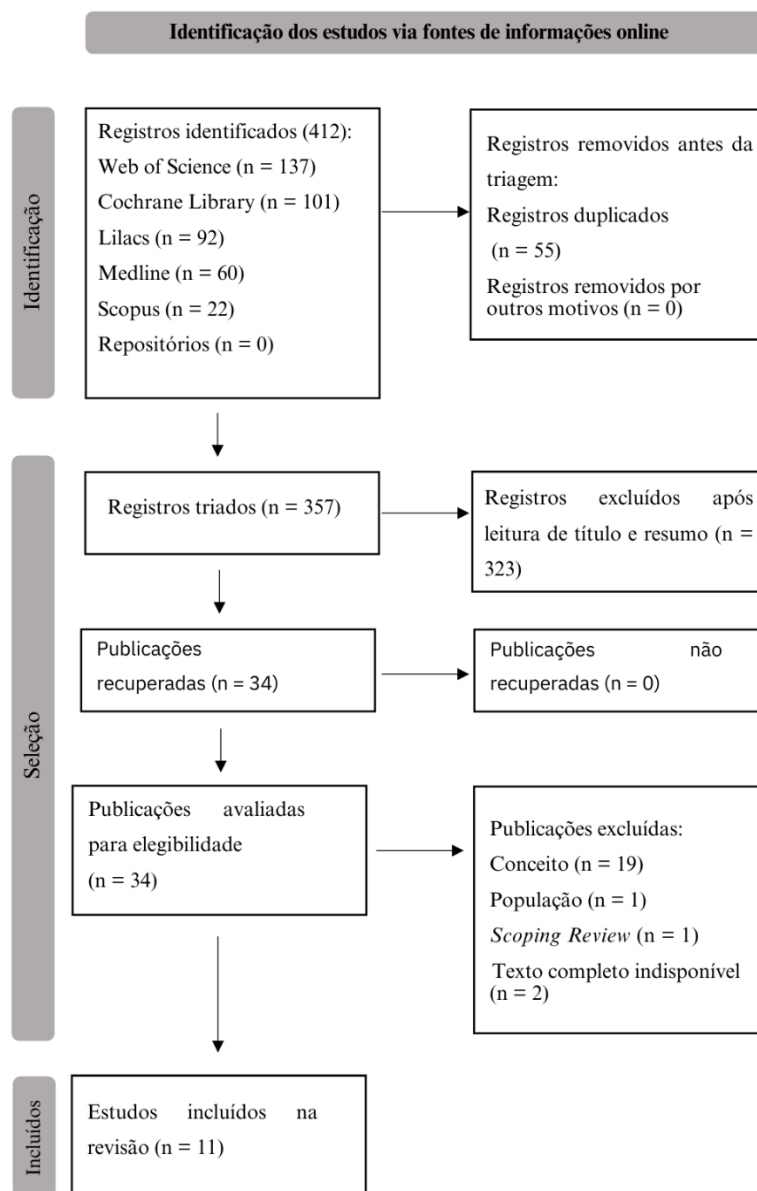 Identificação dos estudos via fontes de informações online
Identificação
Registros identificados (412):
Web of Science (n = 137)
Cochrane Library (n = 101)
Lilacs (n = 92)
Medline (n = 60)
Scopus (n = 22)
Repositórios (n = 0)
Registros removidos antes da
triagem:
Registros duplicados
(n = 55)
Registros removidos por
outros motivos (n = 0)
Seleção
Registros triados (n = 357)
Registros excluídos após
leitura de título e resumo (n =
323)
Publicações
recuperadas (n = 34)
Publicações não
recuperadas (n = 0)
Publicações avaliadas
para elegibilidade
(n = 34)
Publicações excluídas:
Conceito (n = 19)
População (n = 1)
Scoping Review (n = 1)
Texto completo indisponível
(n = 2)
Incluídos
Estudos incluídos na
revisão (n = 11)